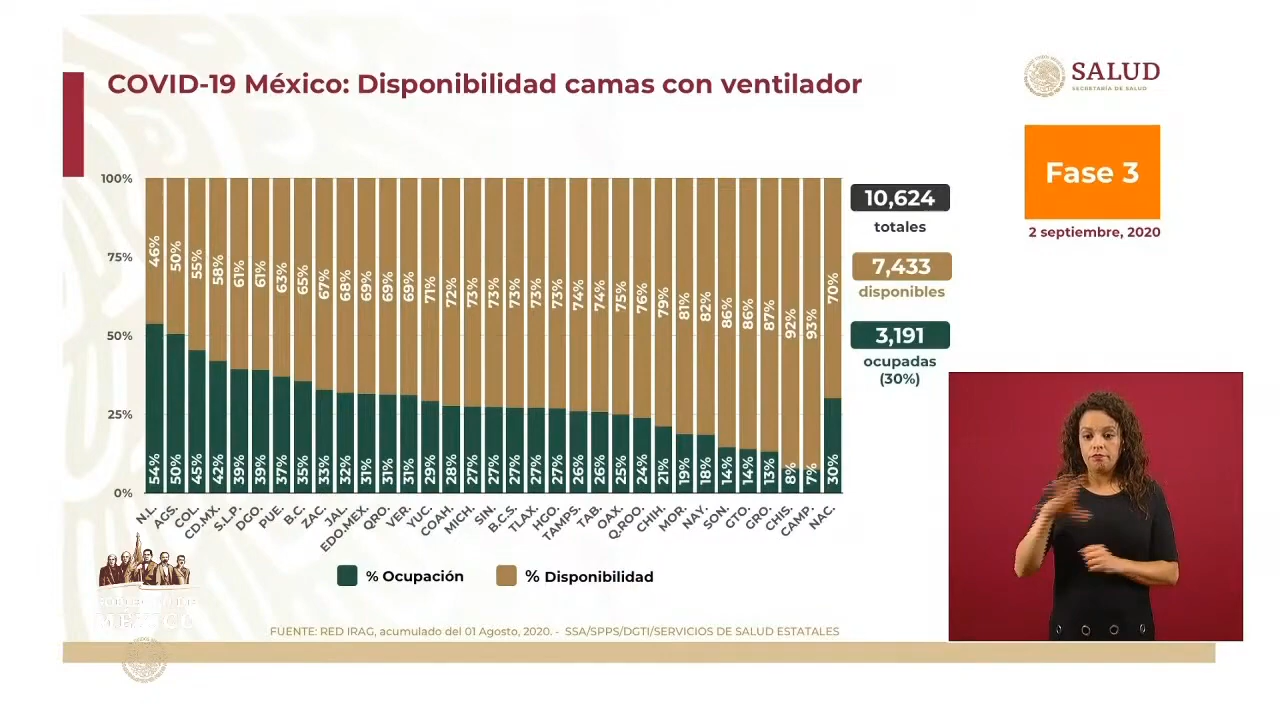 COVID-19 México: Disponibilidad camas con ventilador
SALUD
SECRETARÍA DE SALUD
Fase 3
2 septiembre, 2020
100%
75%
50%
25%
0%
46% 50% 55% 58% 61% 61% 63% 65% 67% 68% 69% 69% 69% 71% 72% 73% 73% 73% 73% 73% 74% 74% 75% 76% 79% 81% 82% 86% 86% 87% 92% 93% 70%
54% 50% 45% 42% 39% 39% 37% 35% 33% 32% 31% 31% 31% 29% 28% 27% 27% 27% 27% 27% 26% 26% 25% 24% 21% 19% 18% 14% 14% 13% 8% 7% 30%
N.L. AGS. COL. CD.MX. S.L.P. DGO. PUE. B.C. ZAC. JAL. EDO.MEX. QRO. VER. YUC. COAH. MICH. SIN. B.C.S. TLAX. HGO. TAMPS. TAB. OAX. Q.ROO. CHIH. MOR. NAY. SON. GTO. GRO. CHIS. CAMP. NAC.
10,624
totales
7,433
disponibles
3,191
ocupadas
(30%)
% Ocupación
% Disponibilidad
MÉXICO
FUENTE: RED IRAG, acumulado del 01 Agosto, 2020. - SSA/SPPS/DGTI/SERVICIOS DE SALUD ESTATALES